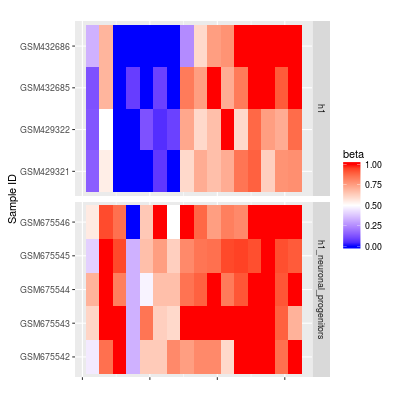 GSM432686
GSM432685
GSM429322
GSM429321
h1
GSM675546
GSM675545
GSM675544
GSM675543
GSM675542
h1_neuronal_progenitors
Sample ID
beta
1.00
0.75
0.50
0.25
0.00